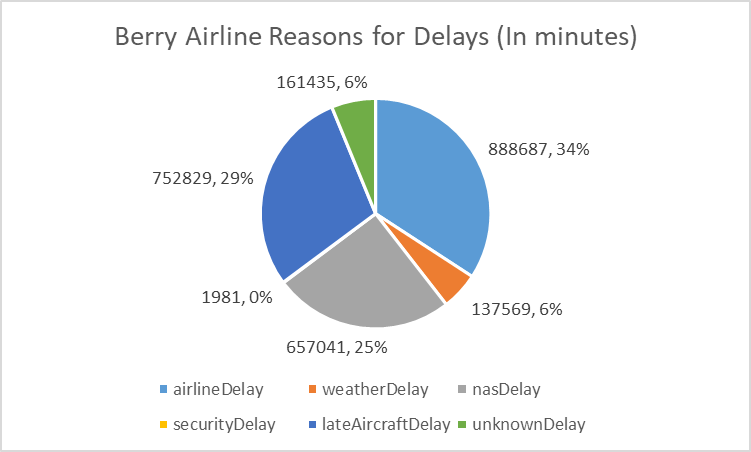 Berry Airline Reasons for Delays (In minutes)
161435, 6%
888687, 34%
752829, 29%
1981, 0%
137569, 6%
657041, 25%
airlineDelay
weatherDelay
nasDelay
securityDelay
lateAircraftDelay
unknownDelay